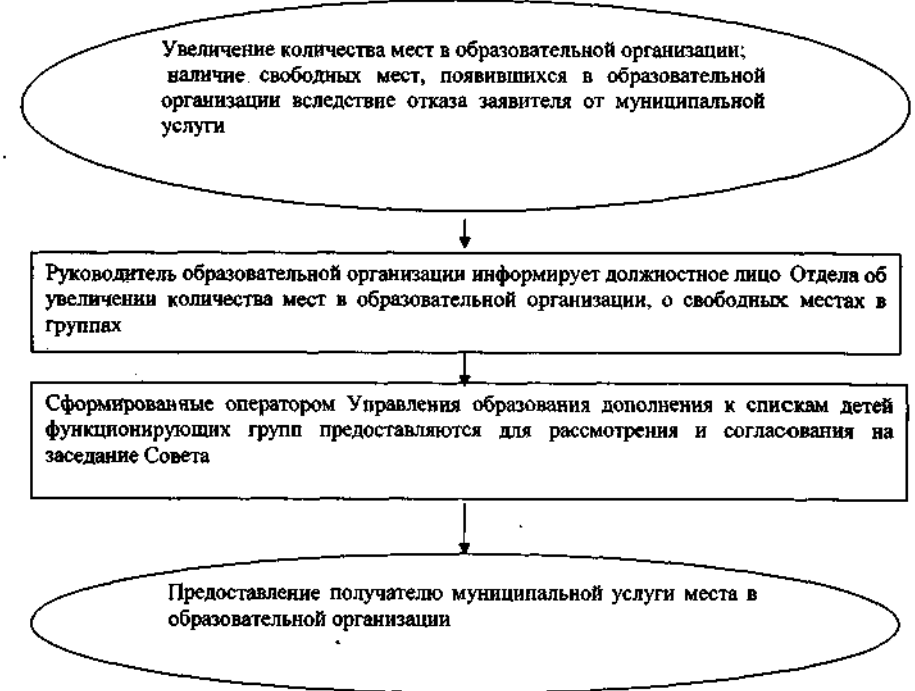 Увеличение количества мест в образовательной организации;
наличие свободных мест, появившихся в образовательной
организации вследствие отказа заявителя от муниципальной
услуги
Руководитель образовательной организации информирует должностное лицо Отдела об
увеличении количества мест в образовательной организации, о свободных местах в
группах
Сформированные оператором Управления образования дополнения к спискам детей
функционирующих групп предоставляются для рассмотрения и согласования на
заседание Совета
Предоставление получателю муниципальной услуги места в
образовательной организации